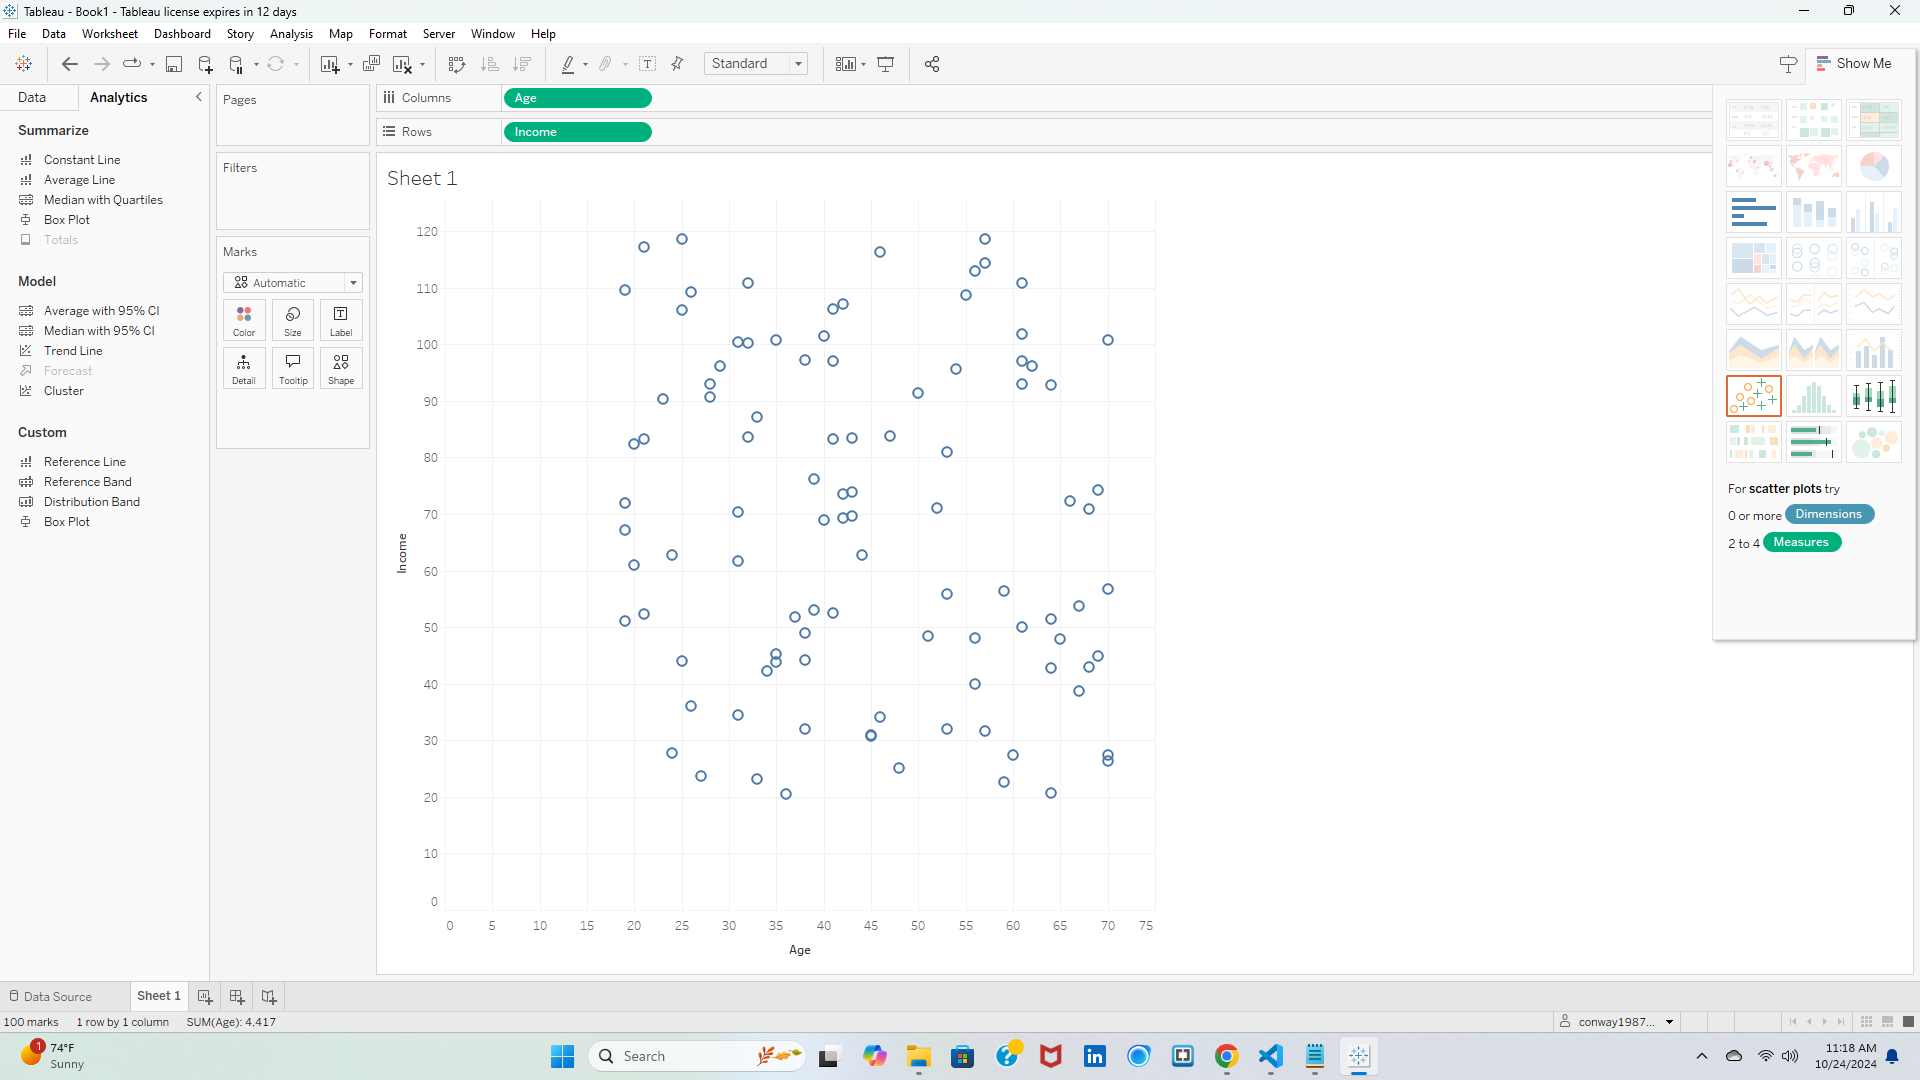 Tableau - Book1 - Tableau license expires in 12 days
File Data Worksheet Dashboard Story Analysis Map Format Server Window Help
Standard
Show Me
Data Analytics
Summarize
Constant Line
Average Line
Median with Quartiles
Box Plot
Totals
Model
Average with 95% CI
Median with 95% CI
Trend Line
Forecast
Cluster
Custom
Reference Line
Reference Band
Distribution Band
Box Plot
Pages
Filters
Marks
Automatic
Color Size Label
Detail Tooltip Shape
Columns Age
Rows Income
Sheet 1
120
110
100
90
80
70
60
50
40
30
20
10
0
Income
0 5 10 15 20 25 30 35 40 45 50 55 60 65 70 75
Age
For scatter plots try
0 or more Dimensions
2 to 4 Measures
Data Source Sheet 1
100 marks 1 row by 1 column SUM(Age): 4,417
conway1987...
1
74°F
Sunny
Search
11:18 AM
10/24/2024